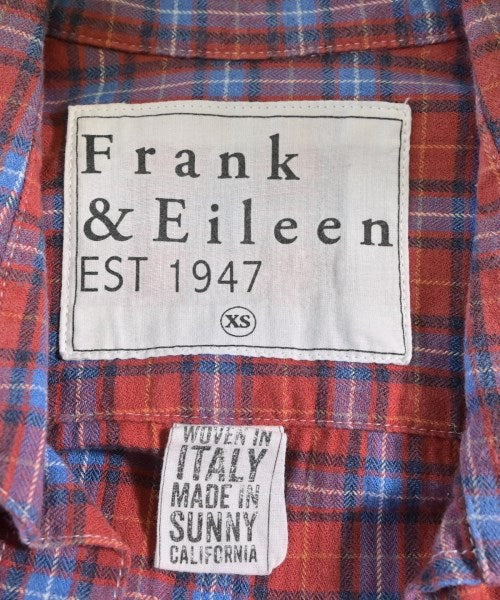 Frank
& Eileen
EST 1947
XS
WOVEN IN
ITALY
MADE IN
SUNNY
CALIFORNIA